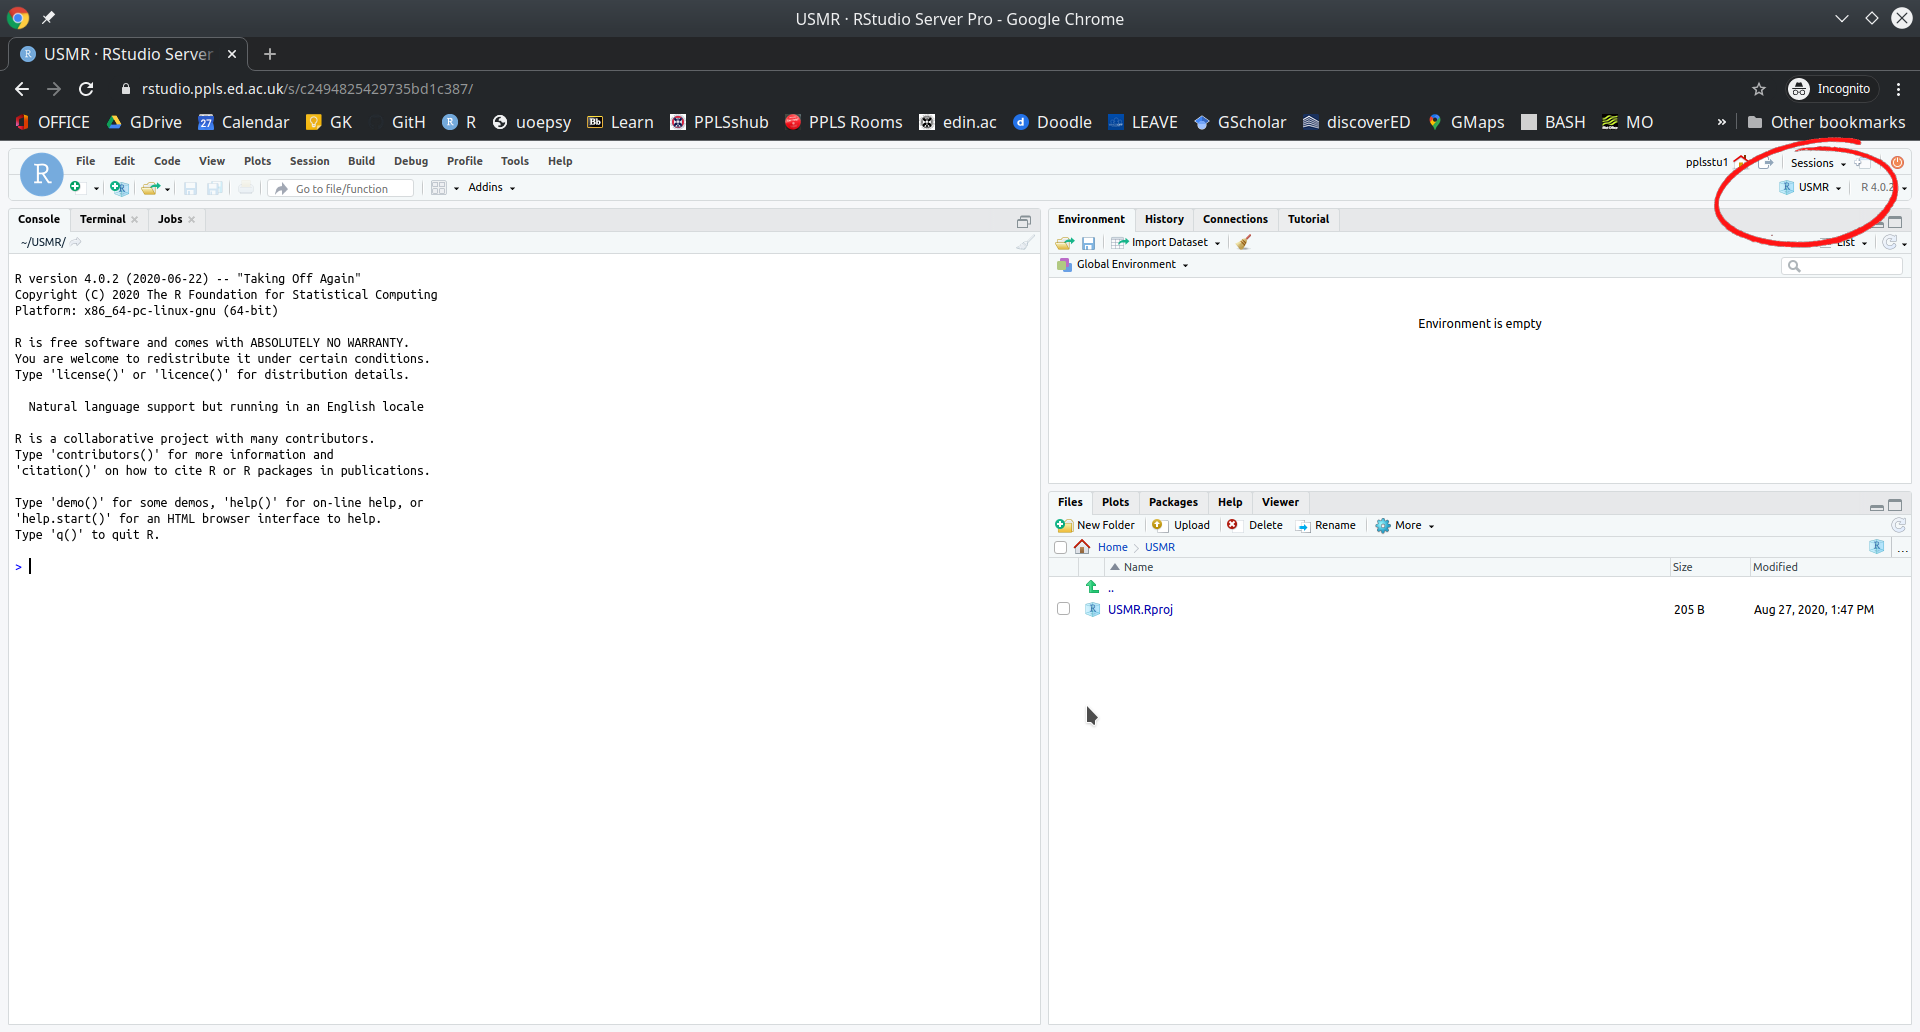 USMR · RStudio Server Pro - Google Chrome
R USMR · RStudio Server
rstudio.ppls.ed.ac.uk/s/c2494825429735bd1c387/ Incognito
OFFICE GDrive 27 Calendar GK GitH R R uoepsy Bb Learn PPLSshub PPLS Rooms edin.ac d Doodle LEAVE GScholar discoverED GMaps BASH MO » Other bookmarks
R File Edit Code View Plots Session Build Debug Profile Tools Help pplsstu1 Sessions
Go to file/function Addins R USMR R 4.0.2
Console Terminal Jobs
~/USMR/
R version 4.0.2 (2020-06-22) -- "Taking Off Again"
Copyright (C) 2020 The R Foundation for Statistical Computing
Platform: x86_64-pc-linux-gnu (64-bit)
R is free software and comes with ABSOLUTELY NO WARRANTY.
You are welcome to redistribute it under certain conditions.
Type 'license()' or 'licence()' for distribution details.
Natural language support but running in an English locale
R is a collaborative project with many contributors.
Type 'contributors()' for more information and
'citation()' on how to cite R or R packages in publications.
Type 'demo()' for some demos, 'help()' for on-line help, or
'help.start()' for an HTML browser interface to help.
Type 'q()' to quit R.
>
Environment History Connections Tutorial
Import Dataset List
Global Environment
Environment is empty
Files Plots Packages Help Viewer
New Folder Upload Delete Rename More
Home USMR R ...
Name Size Modified
..
R USMR.Rproj 205 B Aug 27, 2020, 1:47 PM